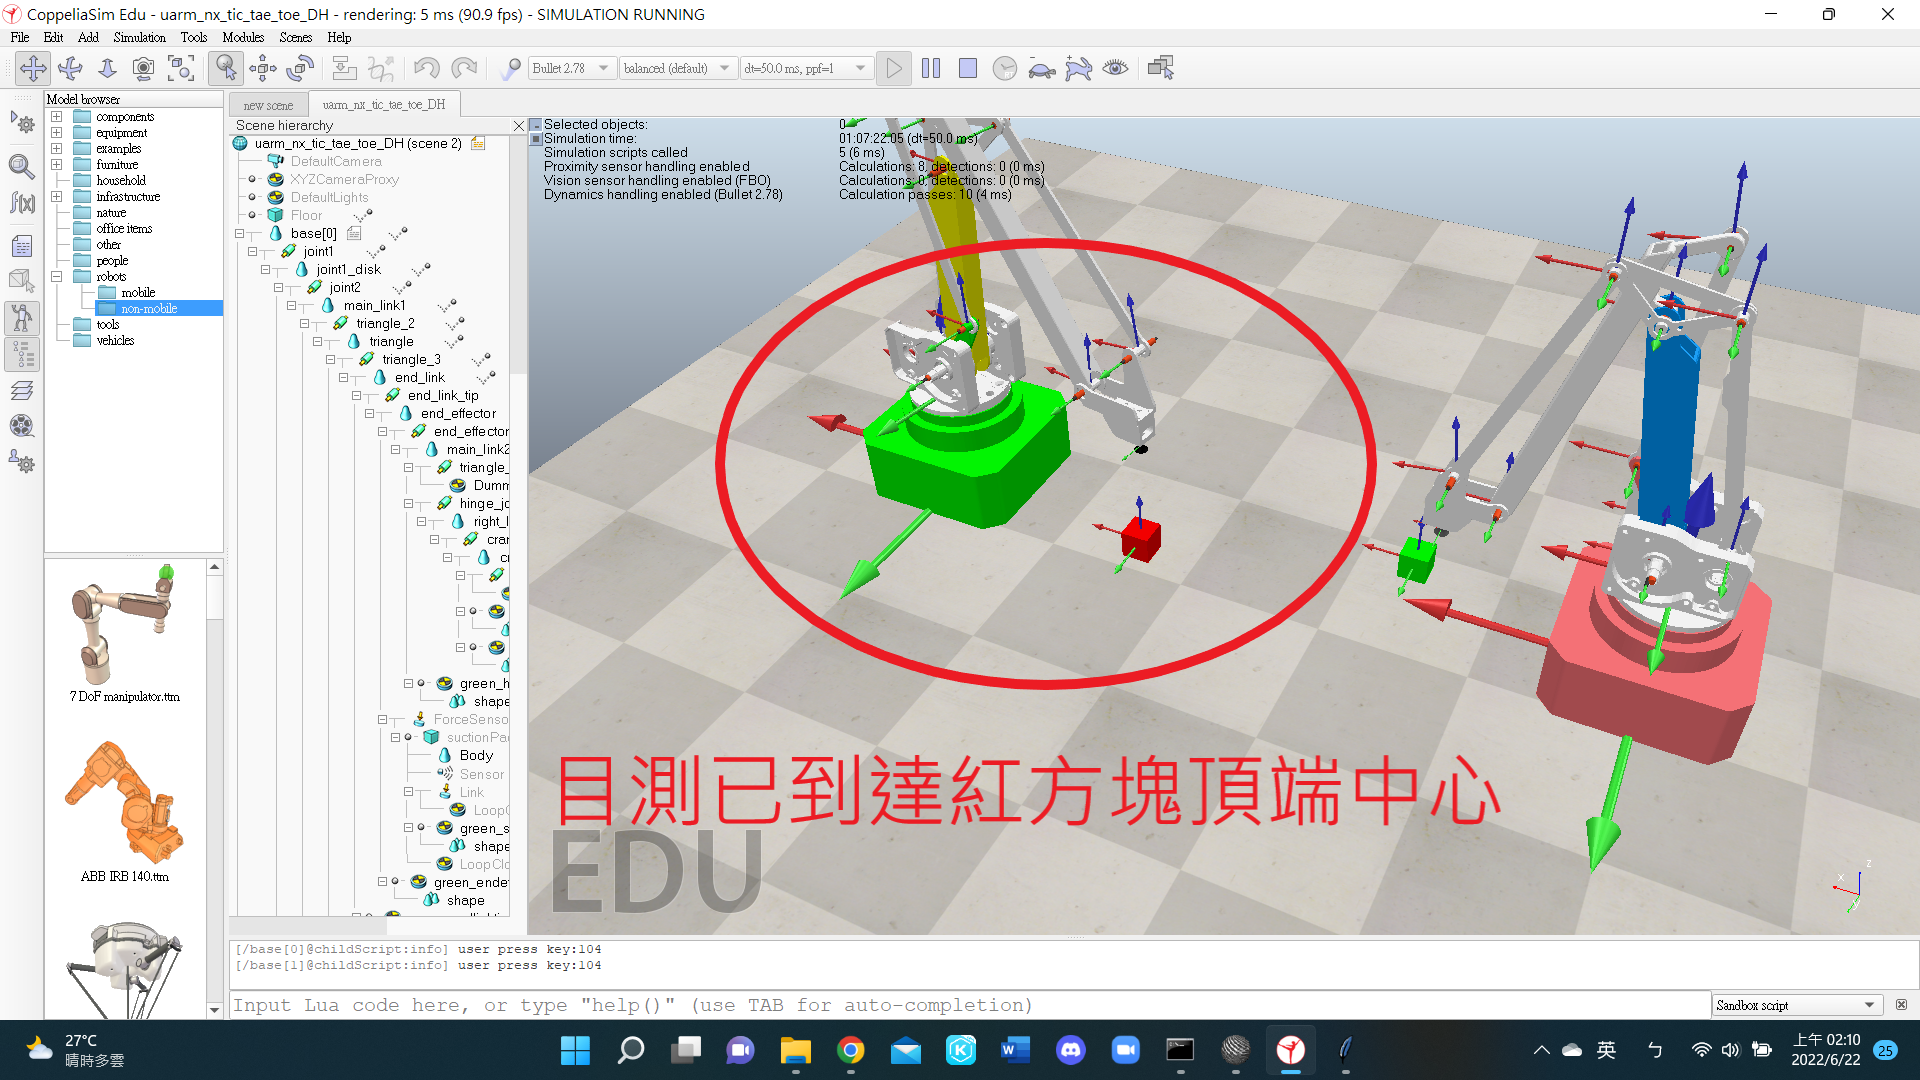 CoppeliaSim Edu - uarm_nx_tic_tae_toe_DH - rendering: 5 ms (90.9 fps) - SIMULATION RUNNING
File Edit Add Simulation Tools Modules Scenes Help
Bullet 2.78 balanced (default) dt=50.0 ms, ppf=1
Model browser
components
equipment
examples
furniture
household
infrastructure
nature
office items
other
people
robots
mobile
non-mobile
tools
vehicles
7 DoF manipulator.ttm
ABB IRB 140.ttm
new scene uarm_nx_tic_tae_toe_DH
Scene hierarchy
uarm_nx_tic_tae_toe_DH (scene 2)
DefaultCamera
XYZCameraProxy
DefaultLights
Floor
base[0]
joint1
joint1_disk
joint2
main_link1
triangle_2
triangle
triangle_3
end_link
end_link_tip
end_effector
end_effector
main_link2
triangle_
Dumm
hinge_jo
right_l
crar
cr
green_h
shape
ForceSenso
suctionPa
Body
Sensor
Link
LoopC
green_s
shape
LoopClo
green_endef
shape
Selected objects: 0
Simulation time: 01:07:22.05 (dt=50.0 ms)
Simulation scripts called 5 (6 ms)
Proximity sensor handling enabled Calculations: 8, detections: 0 (0 ms)
Vision sensor handling enabled (FBO) Calculations: 0, detections: 0 (0 ms)
Dynamics handling enabled (Bullet 2.78) Calculation passes: 10 (4 ms)
目測已到達紅方塊頂端中心
EDU
x z y
[/base[0]@childScript:info] user press key:104
[/base[1]@childScript:info] user press key:104
Input Lua code here, or type "help()" (use TAB for auto-completion)
Sandbox script
27°C
晴時多雲
英 ㄅ
上午 02:10
2022/6/22
25